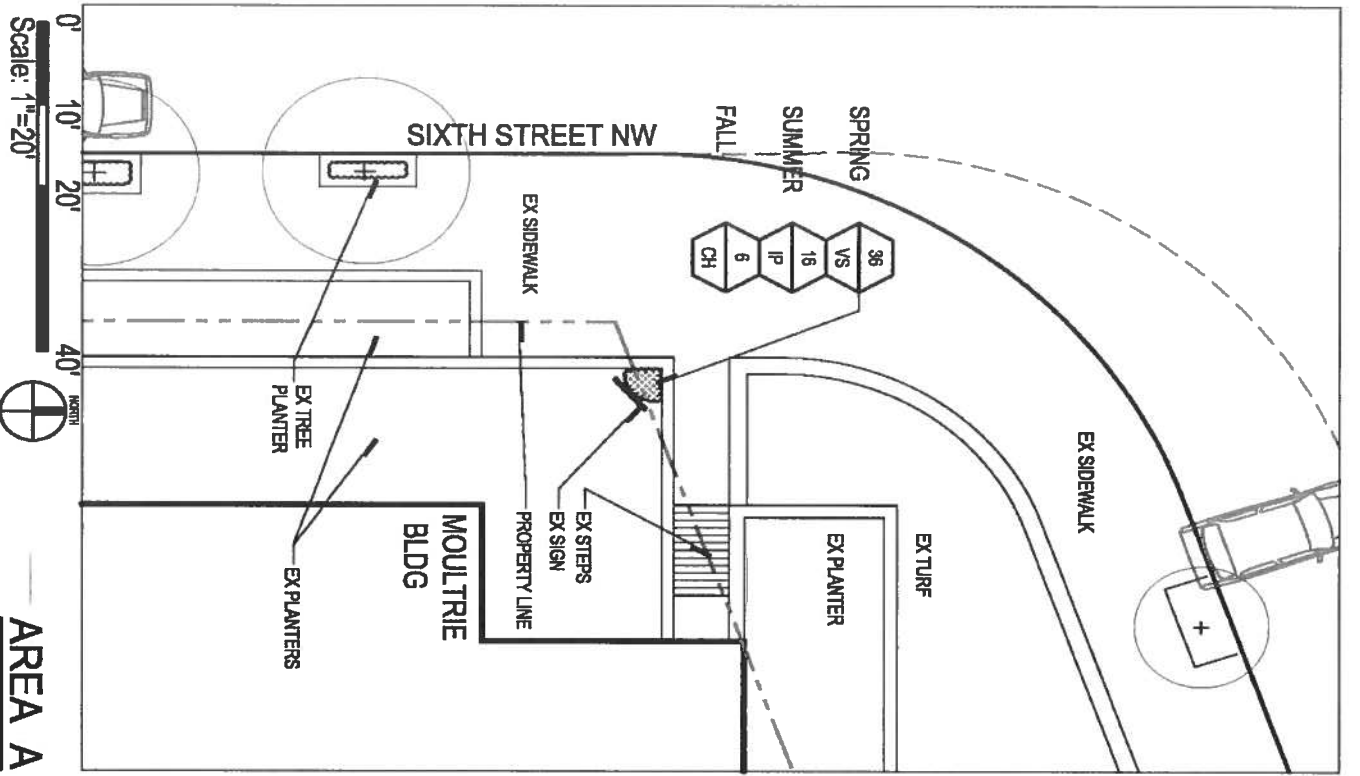 SIXTH STREET NW
SPRING
SUMMER
FALL
36
VS
16
IP
6
CH
EX SIDEWALK
EX SIDEWALK
EX TURF
EX PLANTER
EX STEPS
EX SIGN
PROPERTY LINE
EX TREE
PLANTER
EX PLANTERS
MOULTRIE
BLDG
0' 10' 20' 40'
Scale: 1"=20'
NORTH
AREA A